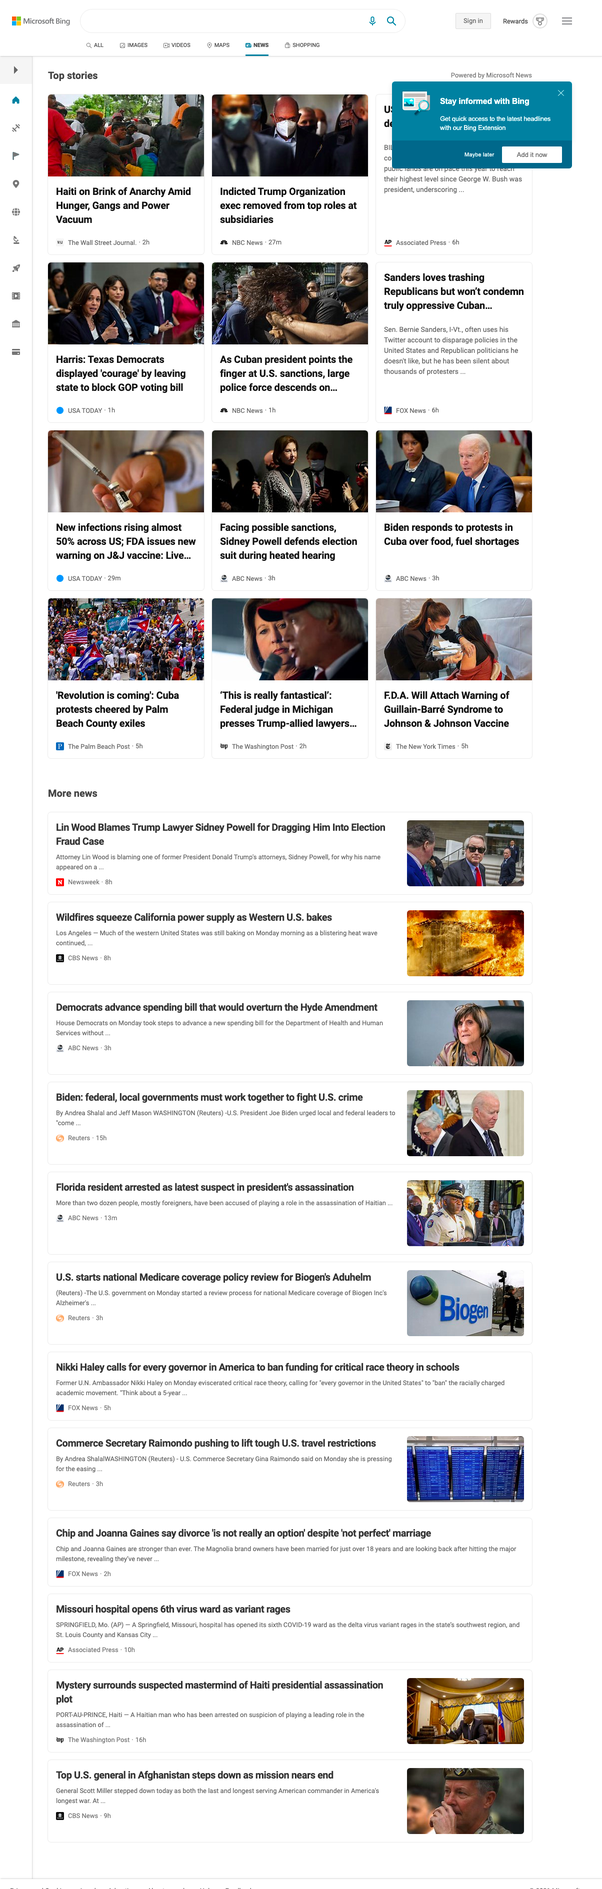 Microsoft Bing
Sign in
Rewards
ALL
IMAGES
VIDEOS
MAPS
NEWS
SHOPPING
Top stories
Powered by Microsoft News
Stay informed with Bing
Get quick access to the latest headlines
with our Bing Extension
Maybe later
Add it now
Haiti on Brink of Anarchy Amid
Hunger, Gangs and Power
Vacuum
The Wall Street Journal. · 2h
Indicted Trump Organization
exec removed from top roles at
subsidiaries
NBC News · 27m
public lands are on pace this year to reach
their highest level since George W. Bush was
president, underscoring ...
AP Associated Press · 6h
Harris: Texas Democrats
displayed 'courage' by leaving
state to block GOP voting bill
USA TODAY · 1h
As Cuban president points the
finger at U.S. sanctions, large
police force descends on...
NBC News · 1h
Sanders loves trashing
Republicans but won't condemn
truly oppressive Cuban...
Sen. Bernie Sanders, I-Vt., often uses his
Twitter account to disparage policies in the
United States and Republican politicians he
doesn't like, but he has been silent about
thousands of protesters ...
FOX News · 6h
New infections rising almost
50% across US; FDA issues new
warning on J&J vaccine: Live...
USA TODAY · 29m
Facing possible sanctions,
Sidney Powell defends election
suit during heated hearing
ABC News · 3h
Biden responds to protests in
Cuba over food, fuel shortages
ABC News · 3h
'Revolution is coming': Cuba
protests cheered by Palm
Beach County exiles
The Palm Beach Post · 5h
'This is really fantastical':
Federal judge in Michigan
presses Trump-allied lawyers...
wp The Washington Post · 2h
F.D.A. Will Attach Warning of
Guillain-Barré Syndrome to
Johnson & Johnson Vaccine
The New York Times · 5h
More news
Lin Wood Blames Trump Lawyer Sidney Powell for Dragging Him Into Election
Fraud Case
Attorney Lin Wood is blaming one of former President Donald Trump's attorneys, Sidney Powell, for why his name
appeared on a ...
N Newsweek · 8h
Wildfires squeeze California power supply as Western U.S. bakes
Los Angeles — Much of the western United States was still baking on Monday morning as a blistering heat wave
continued, ...
CBS News · 8h
Democrats advance spending bill that would overturn the Hyde Amendment
House Democrats on Monday took steps to advance a new spending bill for the Department of Health and Human
Services without ...
ABC News · 3h
Biden: federal, local governments must work together to fight U.S. crime
By Andrea Shalal and Jeff Mason WASHINGTON (Reuters) -U.S. President Joe Biden urged local and federal leaders to
"come ...
Reuters · 15h
Florida resident arrested as latest suspect in president's assassination
More than two dozen people, mostly foreigners, have been accused of playing a role in the assassination of Haitian ...
ABC News · 13m
U.S. starts national Medicare coverage policy review for Biogen's Aduhelm
(Reuters) -The U.S. government on Monday started a review process for national Medicare coverage of Biogen Inc's
Alzheimer's ...
Reuters · 3h
Biogen
Nikki Haley calls for every governor in America to ban funding for critical race theory in schools
Former U.N. Ambassador Nikki Haley on Monday eviscerated critical race theory, calling for "every governor in the United States" to "ban" the racially charged
academic movement. "Think about a 5-year ...
FOX News · 5h
Commerce Secretary Raimondo pushing to lift tough U.S. travel restrictions
By Andrea ShalalWASHINGTON (Reuters) - U.S. Commerce Secretary Gina Raimondo said on Monday she is pressing
for the easing ...
Reuters · 3h
Chip and Joanna Gaines say divorce 'is not really an option' despite 'not perfect' marriage
Chip and Joanna Gaines are stronger than ever. The Magnolia brand owners have been married for just over 18 years and are looking back after hitting the major
milestone, revealing they've never ...
FOX News · 2h
Missouri hospital opens 6th virus ward as variant rages
SPRINGFIELD, Mo. (AP) — A Springfield, Missouri, hospital has opened its sixth COVID-19 ward as the delta virus variant rages in the state's southwest region, and
St. Louis County and Kansas City ...
AP Associated Press · 10h
Mystery surrounds suspected mastermind of Haiti presidential assassination
plot
PORT-AU-PRINCE, Haiti — A Haitian man who has been arrested on suspicion of playing a leading role in the
assassination of ...
wp The Washington Post · 16h
Top U.S. general in Afghanistan steps down as mission nears end
General Scott Miller stepped down today as both the last and longest serving American commander in America's
longest war. At ...
CBS News · 9h